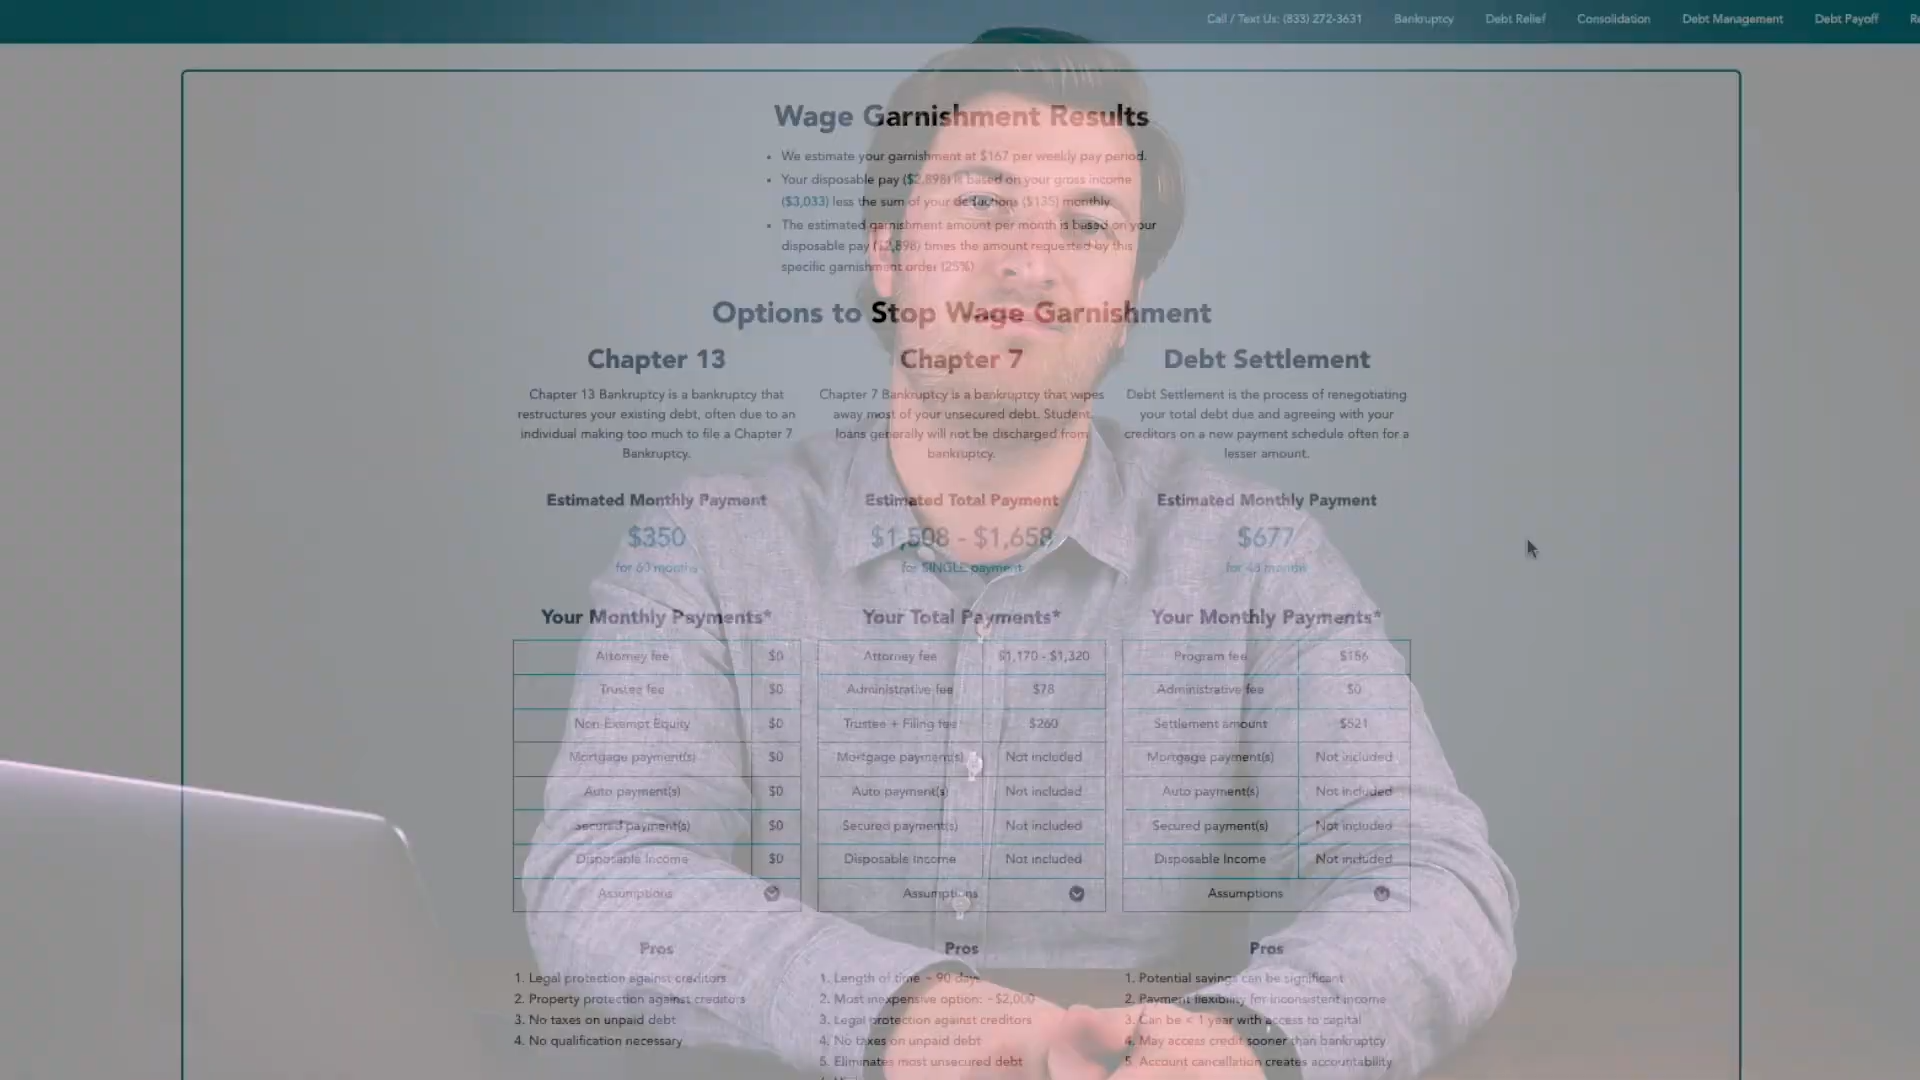 Call / Text Us: (833) 272-3631 Bankruptcy Debt Relief Consolidation Debt Management Debt Payoff
Wage Garnishment Results
• We estimate your garnishment at $167 per weekly pay period.
• Your disposable pay ($2,898) is based on your gross income
($3,033) less the sum of your deductions ($135) monthly
• The estimated garnishment amount per month is based on your
disposable pay ($2,898) times the amount requested by this
specific garnishment order (25%)
Options to Stop Wage Garnishment
Chapter 13
Chapter 13 Bankruptcy is a bankruptcy that
restructures your existing debt, often due to an
individual making too much to file a Chapter 7
Bankruptcy.
Estimated Monthly Payment
$350
for 60 months
Your Monthly Payments*
Attorney fee $0
Trustee fee $0
Non-Exempt Equity $0
Mortgage payment(s) $0
Auto payment(s) $0
Secured payment(s) $0
Disposable Income $0
Assumptions
Pros
1. Legal protection against creditors
2. Property protection against creditors
3. No taxes on unpaid debt
4. No qualification necessary
Chapter 7
Chapter 7 Bankruptcy is a bankruptcy that wipes
away most of your unsecured debt. Student
loans generally will not be discharged from
bankruptcy.
Estimated Total Payment
$1,508 - $1,658
for SINGLE payment
Your Total Payments*
Attorney fee $1,170 - $1,320
Administrative fee $78
Trustee + Filing fee $260
Mortgage payment(s) Not included
Auto payment(s) Not included
Secured payment(s) Not included
Disposable Income Not included
Assumptions
Pros
1. Length of time ~ 90 days
2. Most inexpensive option: ~$2,000
3. Legal protection against creditors
4. No taxes on unpaid debt
5. Eliminates most unsecured debt
Debt Settlement
Debt Settlement is the process of renegotiating
your total debt due and agreeing with your
creditors on a new payment schedule often for a
lesser amount.
Estimated Monthly Payment
$677
for 48 months
Your Monthly Payments*
Program fee $156
Administrative fee $0
Settlement amount $521
Mortgage payment(s) Not included
Auto payment(s) Not included
Secured payment(s) Not included
Disposable Income Not included
Assumptions
Pros
1. Potential savings can be significant
2. Payment flexibility for inconsistent income
3. Can be < 1 year with access to capital
4. May access credit sooner than bankruptcy
5. Account cancellation creates accountability